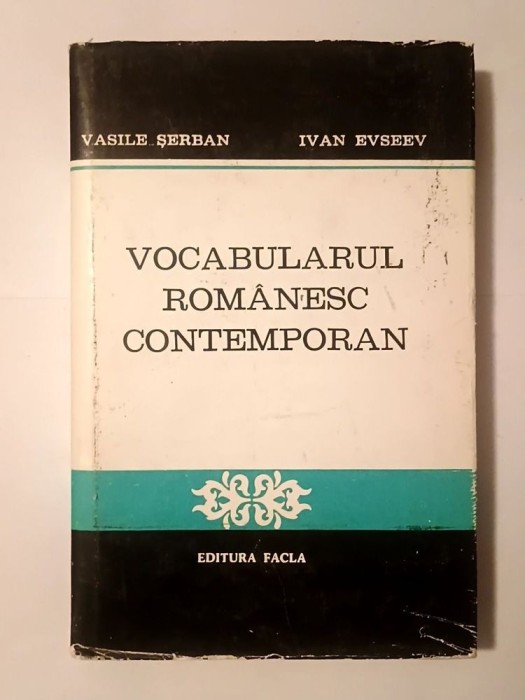 VASILE ŞERBAN IVAN EVSEEV
VOCABULARUL
ROMÂNESC
CONTEMPORAN
EDITURA FACLA